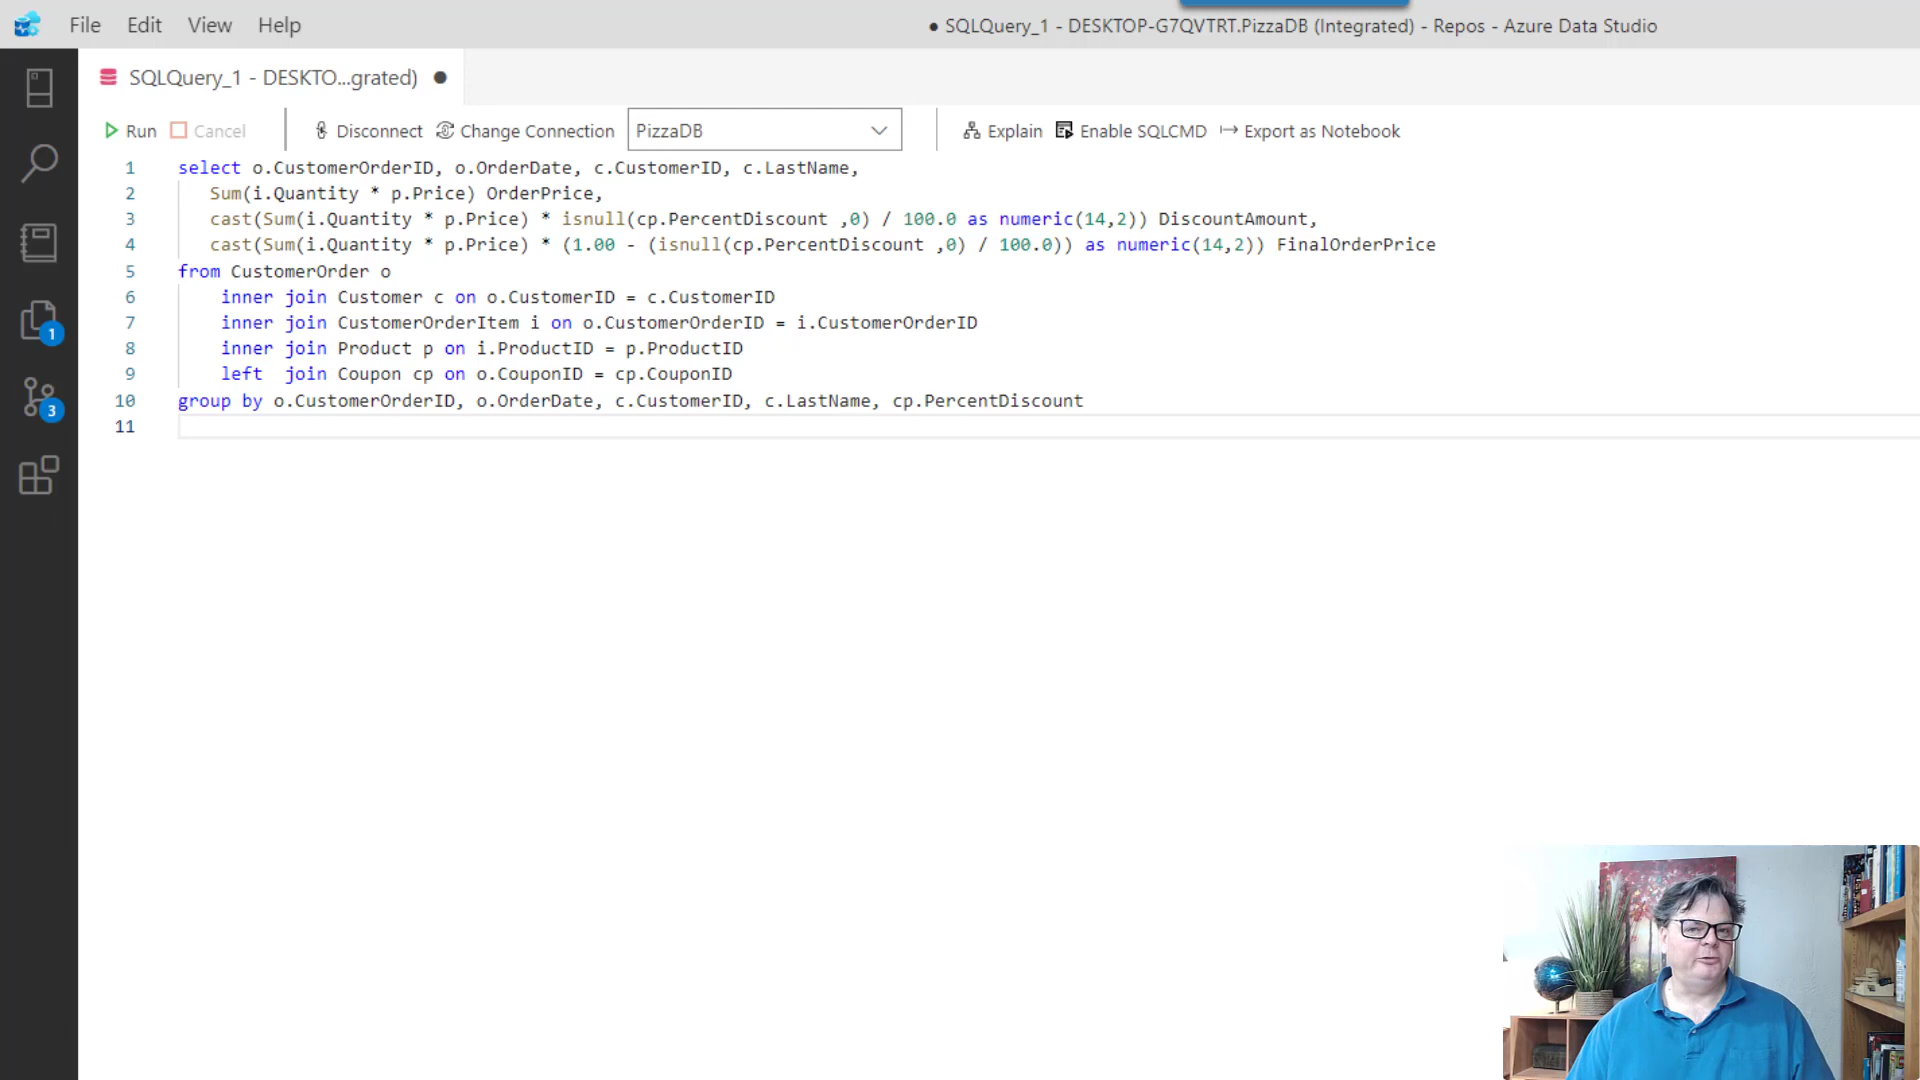 File Edit View Help
● SQLQuery_1 - DESKTOP-G7QVTRT.PizzaDB (Integrated) - Repos - Azure Data Studio
SQLQuery_1 - DESKTO...grated) ●
Run Cancel Disconnect Change Connection PizzaDB Explain Enable SQLCMD Export as Notebook
1 select o.CustomerOrderID, o.OrderDate, c.CustomerID, c.LastName,
2 Sum(i.Quantity * p.Price) OrderPrice,
3 cast(Sum(i.Quantity * p.Price) * isnull(cp.PercentDiscount ,0) / 100.0 as numeric(14,2)) DiscountAmount,
4 cast(Sum(i.Quantity * p.Price) * (1.00 - (isnull(cp.PercentDiscount ,0) / 100.0)) as numeric(14,2)) FinalOrderPrice
5 from CustomerOrder o
6 inner join Customer c on o.CustomerID = c.CustomerID
7 inner join CustomerOrderItem i on o.CustomerOrderID = i.CustomerOrderID
8 inner join Product p on i.ProductID = p.ProductID
9 left  join Coupon cp on o.CouponID = cp.CouponID
10 group by o.CustomerOrderID, o.OrderDate, c.CustomerID, c.LastName, cp.PercentDiscount
11
1
3